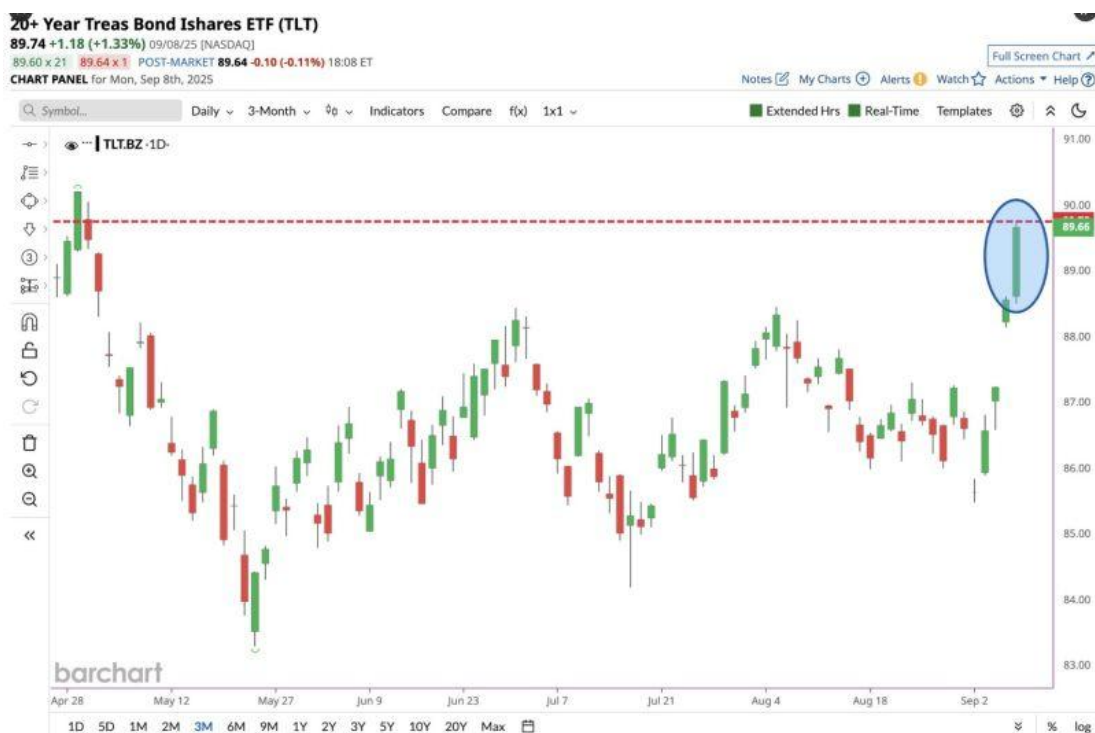 20+ Year Treas Bond Ishares ETF (TLT)
89.74 +1.18 (+1.33%) 09/08/25 [NASDAQ]
89.60 x 21 89.64 x 1 POST-MARKET 89.64 -0.10 (-0.11%) 18:08 ET
Full Screen Chart
CHART PANEL for Mon, Sep 8th, 2025
Notes My Charts Alerts Watch Actions Help
Symbol... Daily 3-Month Indicators Compare f(x) 1x1 Extended Hrs Real-Time Templates
TLT.BZ -1D-
91.00
90.00
89.66
89.00
88.00
87.00
86.00
85.00
84.00
83.00
3
barchart
Apr 28 May 12 May 27 Jun 9 Jun 23 Jul 7 Jul 21 Aug 4 Aug 18 Sep 2
1D 5D 1M 2M 3M 6M 9M 1Y 2Y 3Y 5Y 10Y 20Y Max % log